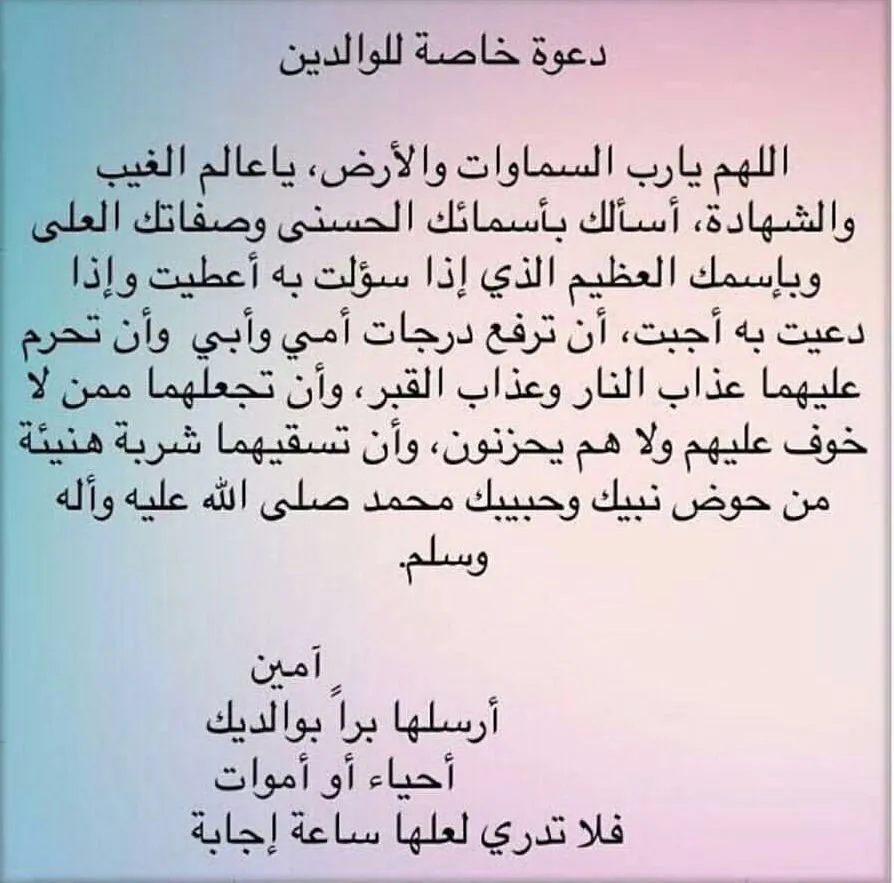 دعوة خاصة للوالدين
اللهم يارب السماوات والأرض، ياعالم الغيب
والشهادة، أسألك بأسمائك الحسنى وصفاتك العلى
وبإسمك العظيم الذي إذا سؤلت به أعطيت وإذا
دعيت به أجبت، أن ترفع درجات أمي وأبي وأن تحرم
عليهما عذاب النار وعذاب القبر، وأن تجعلهما ممن لا
خوف عليهم ولا هم يحزنون، وأن تسقيهما شربة هنيئة
من حوض نبيك وحبيبك محمد صلى الله عليه وأله
وسلم.
آمين
أرسلها براً بوالديك
أحياء أو أموات
فلا تدري لعلها ساعة إجابة